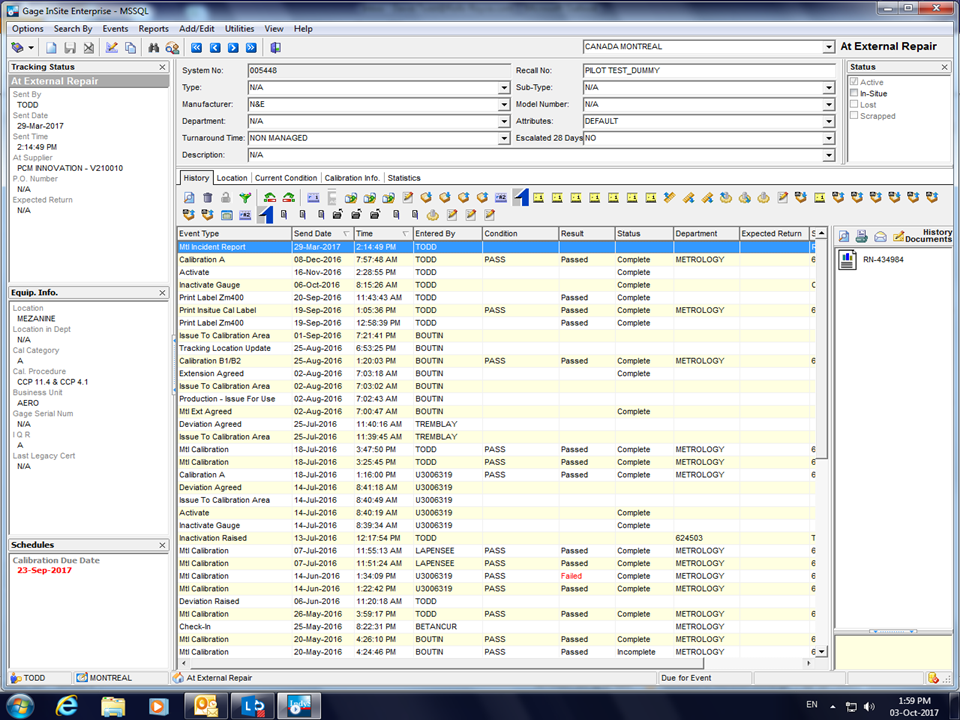 Gage InSite Enterprise - MSSQL
Options Search By Events Reports Add/Edit Utilities View Help
CANADA MONTREAL At External Repair
Tracking Status
At External Repair
Sent By
TODD
Sent Date
29-Mar-2017
Sent Time
2:14:49 PM
At Supplier
PCM INNOVATION - V210010
P.O. Number
N/A
Expected Return
N/A
Equip. Info.
Location
MEZANINE
Location in Dept
N/A
Cal Category
A
Cal. Procedure
CCP 11.4 & CCP 4.1
Business Unit
AERO
Gage Serial Num
N/A
I Q R
A
Last Legacy Cert
N/A
Schedules
Calibration Due Date
23-Sep-2017
System No: 005448 Recall No: PILOT TEST_DUMMY
Type: N/A Sub-Type: N/A
Manufacturer: N&E Model Number: N/A
Department: N/A Attributes: DEFAULT
Turnaround Time: NON MANAGED Escalated 28 Days NO
Description: N/A
Status
Active
In-Situe
Lost
Scrapped
History Location Current Condition Calibration Info. Statistics
Event Type Send Date Time Entered By Condition Result Status Department Expected Return S
Mtl Incident Report 29-Mar-2017 2:14:49 PM TODD
Calibration A 08-Dec-2016 7:57:48 AM TODD PASS Passed Complete METROLOGY 6
Activate 16-Nov-2016 2:28:55 PM TODD Complete
Inactivate Gauge 06-Oct-2016 8:15:26 AM TODD Complete
Print Label Zm400 20-Sep-2016 11:43:43 AM TODD Passed Complete
Print Insitue Cal Label 19-Sep-2016 1:05:36 PM TODD PASS Passed Complete METROLOGY 6
Print Label Zm400 19-Sep-2016 12:58:39 PM TODD Passed Complete
Issue To Calibration Area 01-Sep-2016 7:21:41 PM BOUTIN
Tracking Location Update 25-Aug-2016 6:53:25 PM BOUTIN
Calibration B1/B2 25-Aug-2016 1:20:03 PM BOUTIN PASS Passed Complete METROLOGY 6
Extension Agreed 02-Aug-2016 7:03:18 AM BOUTIN Complete
Issue To Calibration Area 02-Aug-2016 7:03:02 AM BOUTIN
Production - Issue For Use 02-Aug-2016 7:02:43 AM BOUTIN
Mtl Ext Agreed 02-Aug-2016 7:00:47 AM BOUTIN Complete
Deviation Agreed 25-Jul-2016 11:40:16 AM TREMBLAY
Issue To Calibration Area 25-Jul-2016 11:39:45 AM TREMBLAY
Mtl Calibration 18-Jul-2016 3:47:50 PM TODD PASS Passed Complete METROLOGY 6
Mtl Calibration 18-Jul-2016 3:25:45 PM TODD PASS Passed Complete METROLOGY 6
Calibration A 18-Jul-2016 1:16:00 PM U3006319 PASS Passed Complete METROLOGY 6
Deviation Agreed 14-Jul-2016 8:41:18 AM U3006319
Issue To Calibration Area 14-Jul-2016 8:40:49 AM U3006319
Activate 14-Jul-2016 8:40:19 AM U3006319 Complete
Inactivate Gauge 14-Jul-2016 8:39:34 AM U3006319 Complete
Inactivation Raised 13-Jul-2016 12:17:54 PM TODD 624503 T
Mtl Calibration 07-Jul-2016 11:55:13 AM LAPENSEE PASS Passed Complete METROLOGY 6
Mtl Calibration 07-Jul-2016 11:51:24 AM LAPENSEE PASS Passed Complete METROLOGY 6
Mtl Calibration 14-Jun-2016 1:34:09 PM U3006319 PASS Failed Complete METROLOGY 6
Mtl Calibration 14-Jun-2016 1:22:42 PM U3006319 PASS Passed Complete METROLOGY 6
Deviation Raised 06-Jun-2016 11:20:18 AM TODD
Mtl Calibration 26-May-2016 3:59:17 PM TODD PASS Passed Complete METROLOGY 6
Check-In 25-May-2016 8:22:31 PM BETANCUR METROLOGY
Mtl Calibration 20-May-2016 4:26:10 PM BOUTIN PASS Passed Complete METROLOGY 6
Mtl Calibration 20-May-2016 4:24:46 PM BOUTIN PASS Passed Incomplete METROLOGY 6
History Documents
RN-434984
TODD MONTREAL At External Repair Due for Event
EN 1:59 PM
03-Oct-2017